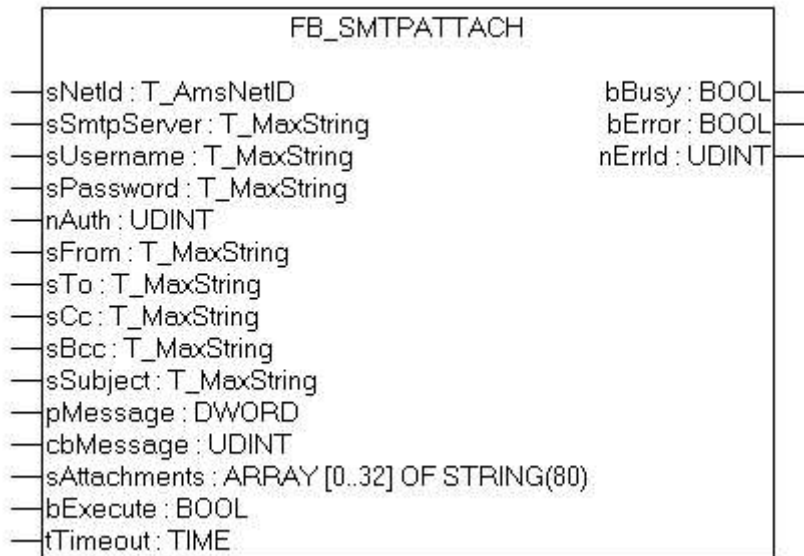 FB_SMTPATTACH
sNetId : T_AmsNetID bBusy : BOOL
sSmtpServer : T_MaxString bError : BOOL
sUsername : T_MaxString nErrId : UDINT
sPassword : T_MaxString
nAuth : UDINT
sFrom : T_MaxString
sTo : T_MaxString
sCc : T_MaxString
sBcc : T_MaxString
sSubject : T_MaxString
pMessage : DWORD
cbMessage : UDINT
sAttachments : ARRAY [0..32] OF STRING(80)
bExecute : BOOL
tTimeout : TIME